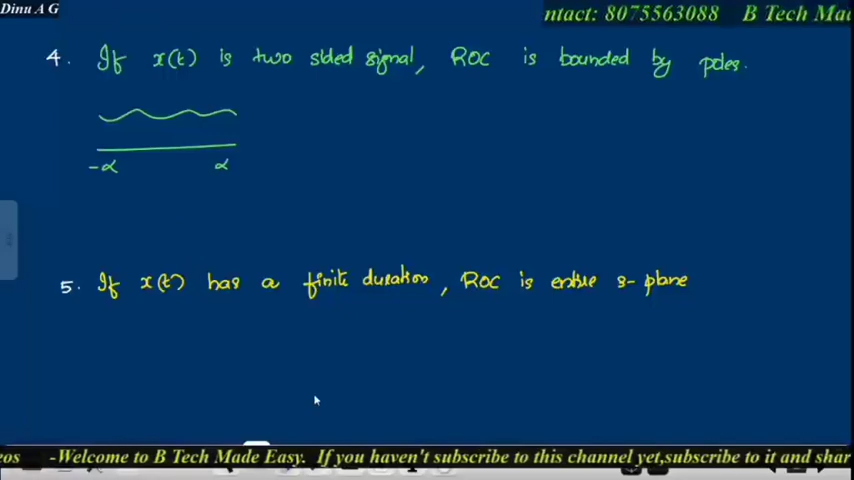 Dinu A G
ntact: 8075563088 B Tech Mad
4. If x(t) is two sided signal, ROC is bounded by poles.
-α α
5. If x(t) has a finite duration, ROC is entire s-plane
eos -Welcome to B Tech Made Easy. If you haven't subscribe to this channel yet,subscribe to it and shar